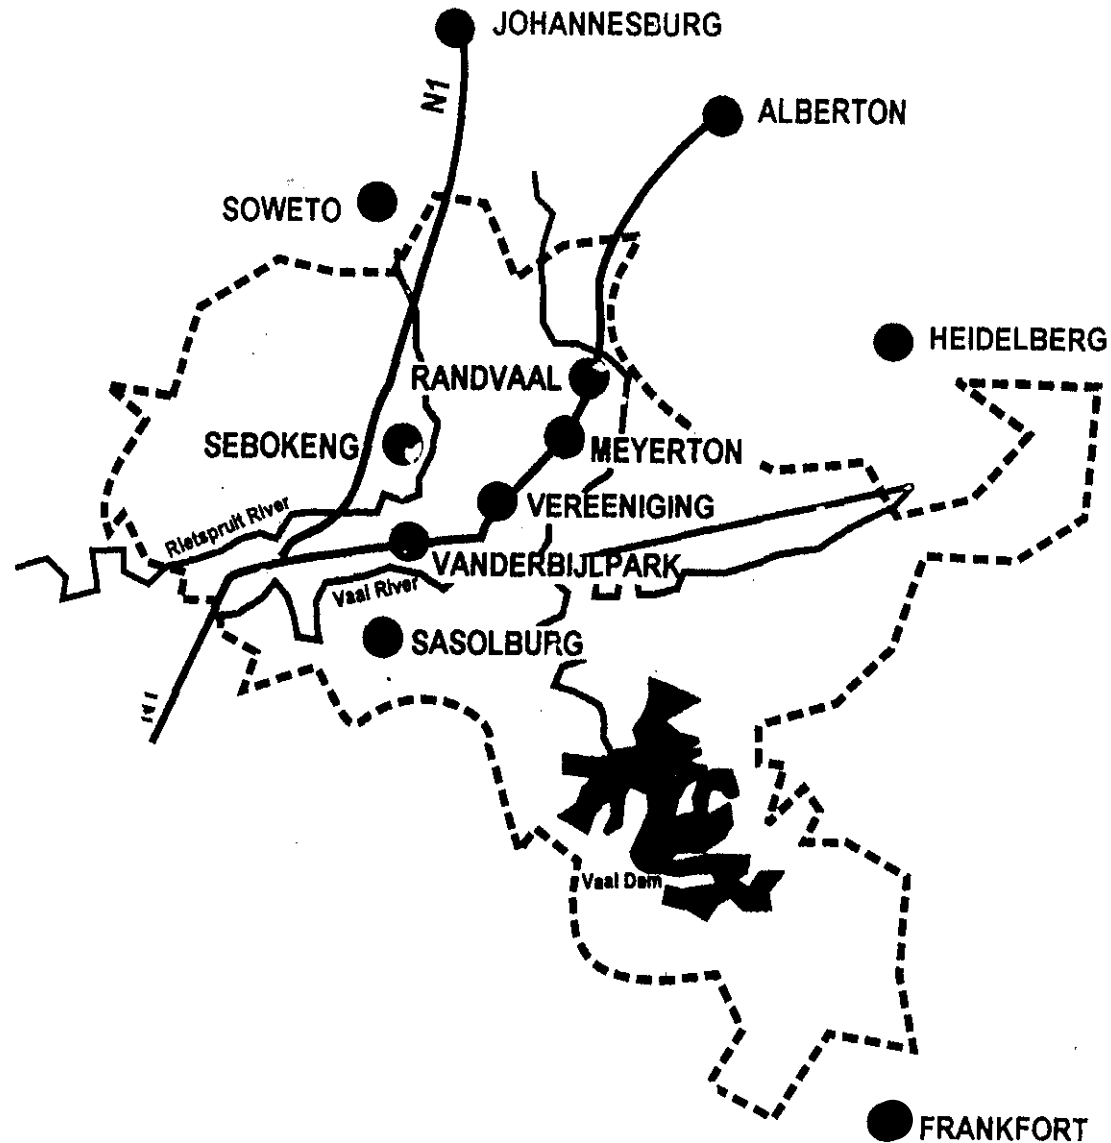 JOHANNESBURG
N1
ALBERTON
SOWETO
HEIDELBERG
RANDVAAL
SEBOKENG
MEYERTON
VEREENIGING
Rietspruit River
VANDERBIJLPARK
Vaal River
SASOLBURG
N1
Vaal Dam
FRANKFORT